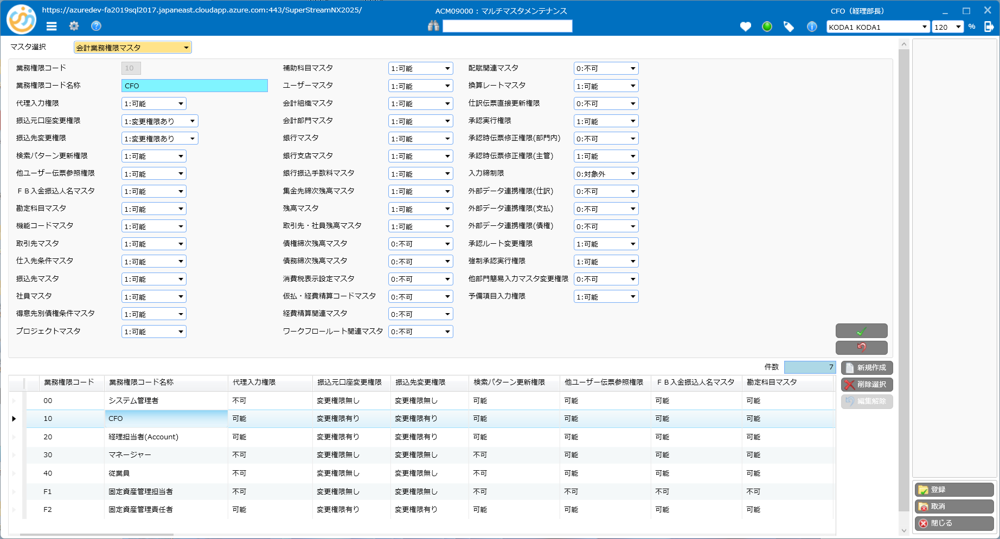 https://azuredev-fa2019sql2017.japaneast.cloudapp.azure.com:443/SuperStreamNX2025/
ACM09000：マルチマスタメンテナンス
CFO（経理部長）
KODA1 KODA1
120
%
マスタ選択
会計業務権限マスタ
業務権限コード 10
業務権限コード名称 CFO
代理入力権限 1:可能
振込元口座変更権限 1:変更権限あり
振込先変更権限 1:変更権限あり
検索パターン更新権限 1:可能
他ユーザー伝票参照権限 1:可能
ＦＢ入金振込人名マスタ 1:可能
勘定科目マスタ 1:可能
機能コードマスタ 1:可能
取引先マスタ 1:可能
仕入先条件マスタ 1:可能
振込先マスタ 1:可能
社員マスタ 1:可能
得意先別債権条件マスタ 1:可能
プロジェクトマスタ 1:可能
補助科目マスタ 1:可能
ユーザーマスタ 1:可能
会計組織マスタ 1:可能
会計部門マスタ 1:可能
銀行マスタ 1:可能
銀行支店マスタ 1:可能
銀行振込手数料マスタ 1:可能
集金先締次残高マスタ 1:可能
残高マスタ 1:可能
取引先・社員残高マスタ 1:可能
債権締次残高マスタ 0:不可
債務締次残高マスタ 0:不可
消費税表示設定マスタ 0:不可
仮払・経費精算コードマスタ 0:不可
経費精算関連マスタ 0:不可
ワークフロールート関連マスタ 0:不可
配賦関連マスタ 0:不可
換算レートマスタ 1:可能
仕訳伝票直接更新権限 0:不可
承認実行権限 1:可能
承認時伝票修正権限(部門内) 0:不可
承認時伝票修正権限(主管) 1:可能
入力締制限 0:対象外
外部データ連携権限(仕訳) 0:不可
外部データ連携権限(支払) 0:不可
外部データ連携権限(債権) 0:不可
承認ルート変更権限 1:可能
強制承認実行権限 1:可能
他部門簡易入力マスタ変更権限 0:不可
予備項目入力権限 1:可能
件数 7
新規作成
削除選択
編集解除
業務権限コード 業務権限コード名称 代理入力権限 振込元口座変更権限 振込先変更権限 検索パターン更新権限 他ユーザー伝票参照権限 ＦＢ入金振込人名マスタ 勘定科目マスタ
00 システム管理者 不可 変更権限無し 変更権限無し 可能 可能 可能 可能
10 CFO 可能 変更権限有り 変更権限有り 可能 可能 可能 可能
20 経理担当者(Account) 可能 変更権限有り 変更権限有り 可能 可能 可能 可能
30 マネージャー 不可 変更権限無し 変更権限無し 不可 可能 可能 可能
40 従業員 不可 変更権限無し 変更権限無し 不可 可能 可能 可能
F1 固定資産管理担当者 不可 変更権限無し 変更権限無し 不可 不可 不可 不可
F2 固定資産管理責任者 可能 変更権限有り 変更権限有り 可能 可能 可能 可能
登録
取消
閉じる